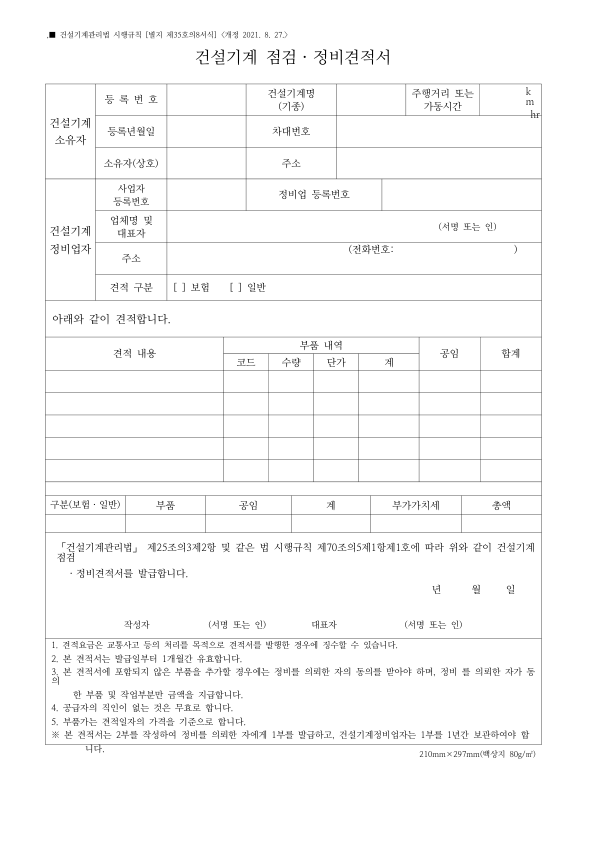 ■ 건설기계관리법 시행규칙 [별지 제35호의8서식] <개정 2021. 8. 27.>
건설기계 점검ㆍ정비견적서
건설기계
소유자
등 록 번 호
건설기계명
(기종)
주행거리 또는
가동시간
k
m
hr
등록년월일
차대번호
소유자(상호)
주소
건설기계
정비업자
사업자
등록번호
정비업 등록번호
업체명 및
대표자
(서명 또는 인)
주소
(전화번호: )
견적 구분
[ ] 보험 [ ] 일반
아래와 같이 견적합니다.
견적 내용
부품 내역
공임
합계
코드 수량 단가 계
구분(보험ㆍ일반) 부품 공임 계 부가가치세 총액
「건설기계관리법」 제25조의3제2항 및 같은 법 시행규칙 제70조의5제1항제1호에 따라 위와 같이 건설기계
점검
ㆍ정비견적서를 발급합니다.
년 월 일
작성자 (서명 또는 인) 대표자 (서명 또는 인)
1. 견적요금은 교통사고 등의 처리를 목적으로 견적서를 발행한 경우에 징수할 수 있습니다.
2. 본 견적서는 발급일부터 1개월간 유효합니다.
3. 본 견적서에 포함되지 않은 부품을 추가할 경우에는 정비를 의뢰한 자의 동의를 받아야 하며, 정비 를 의뢰한 자가 동
의
한 부품 및 작업부분만 금액을 지급합니다.
4. 공급자의 직인이 없는 것은 무효로 합니다.
5. 부품가는 견적일자의 가격을 기준으로 합니다.
※ 본 견적서는 2부를 작성하여 정비를 의뢰한 자에게 1부를 발급하고, 건설기계정비업자는 1부를 1년간 보관하여야 합
니다.
210mm×297mm(백상지 80g/㎡)